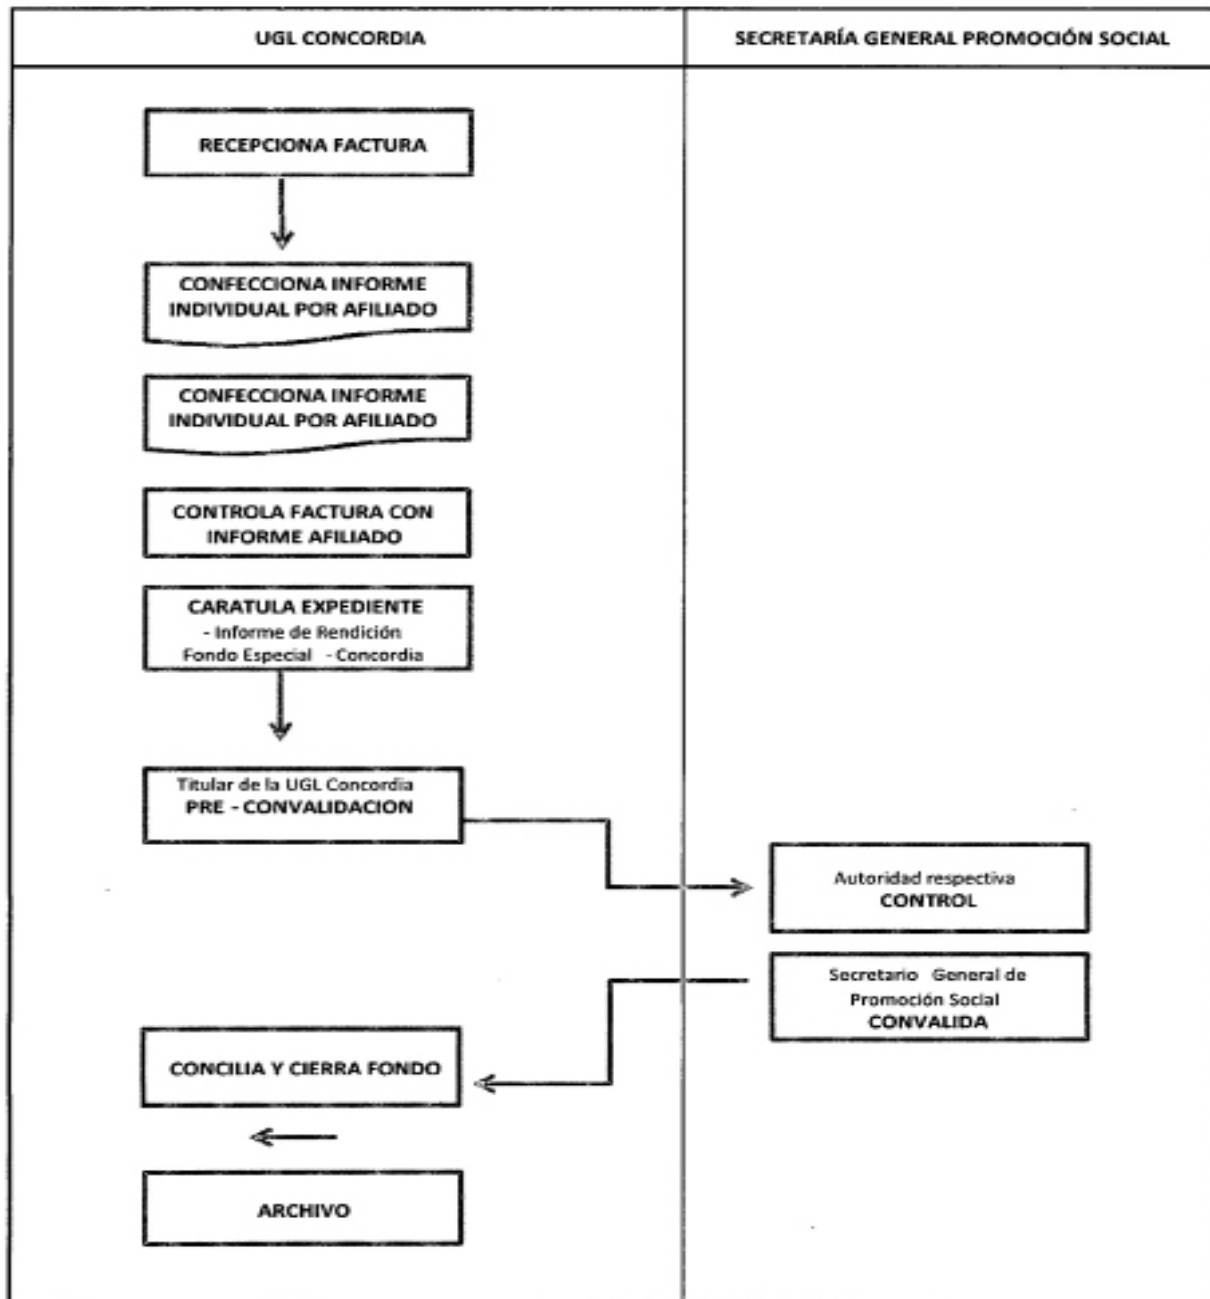 UGL CONCORDIA
SECRETARÍA GENERAL PROMOCIÓN SOCIAL
RECEPCIONA FACTURA
CONFECCIONA INFORME
INDIVIDUAL POR AFILIADO
CONFECCIONA INFORME
INDIVIDUAL POR AFILIADO
CONTROLA FACTURA CON
INFORME AFILIADO
CARATULA EXPEDIENTE
- Informe de Rendición
Fondo Especial - Concordia
Titular de la UGL Concordia
PRE - CONVALIDACION
Autoridad respectiva
CONTROL
Secretario General de
Promoción Social
CONVALIDA
CONCILIA Y CIERRA FONDO
ARCHIVO